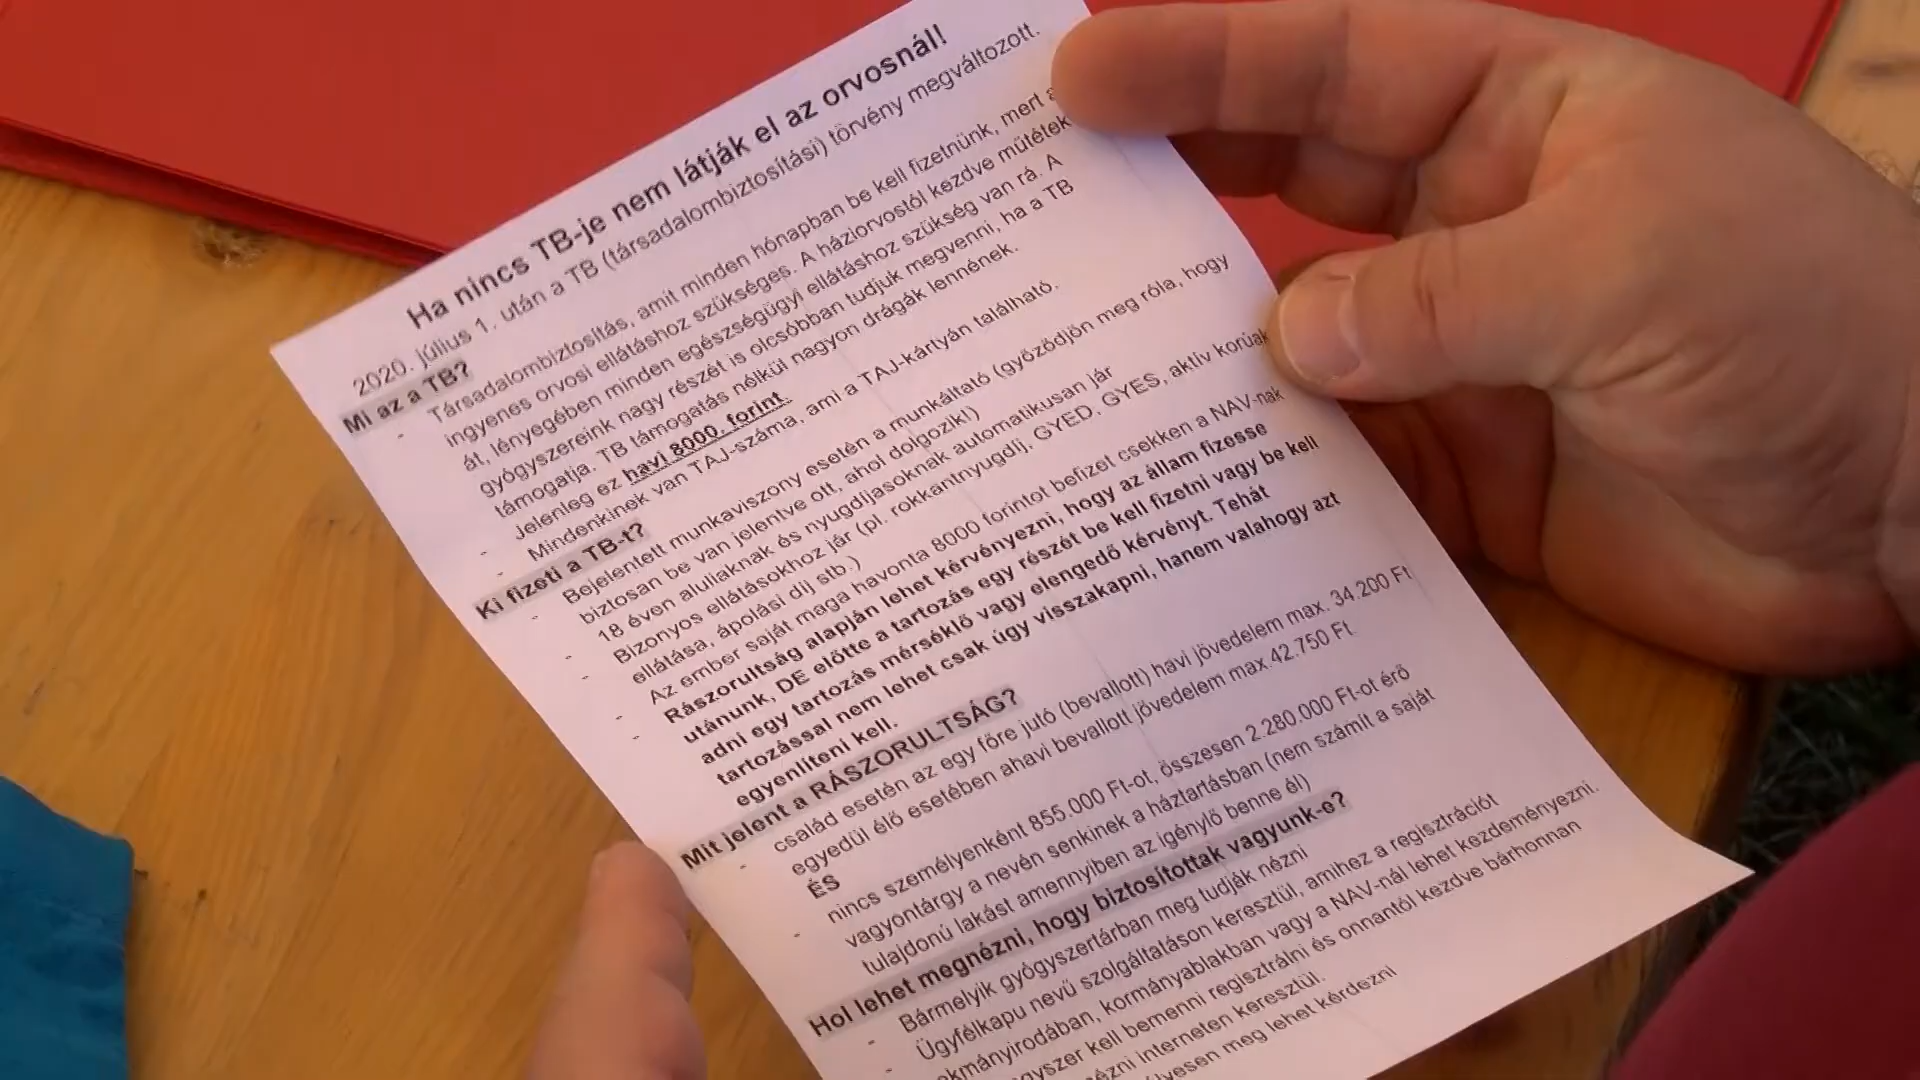 Ha nincs TB-je nem látják el az orvosnál!
2020. július 1. után a TB (társadalombiztosítási) törvény megváltozott.
Mi az a TB?
- Társadalombiztosítás, amit minden hónapban be kell fizetnünk, mert a
ingyenes orvosi ellátáshoz szükséges. A háziorvostól kezdve műtétek
át, lényegében minden egészségügyi ellátáshoz szükség van rá. A
gyógyszereink nagy részét is olcsóbban tudjuk megvenni, ha a TB
támogatja. TB támogatás nélkül nagyon drágák lennének.
- Jelenleg ez havi 8000. forint.
- Mindenkinek van TAJ-száma, ami a TAJ-kártyán található.
Ki fizeti a TB-t?
- Bejelentett munkaviszony esetén a munkáltató (győződjön meg róla, hogy
biztosan be van jelentve ott, ahol dolgozik!)
- 18 éven aluliaknak és nyugdíjasoknak automatikusan jár
- Bizonyos ellátásokhoz jár (pl. rokkantnyugdíj, GYED, GYES, aktív korúak
ellátása, ápolási díj stb.)
- Az ember saját maga havonta 8000 forintot befizet csekken a NAV-nak
- Rászorultság alapján lehet kérvényezni, hogy az állam fizesse
utánunk, DE előtte a tartozás egy részét be kell fizetni vagy be kell
adni egy tartozás mérséklő vagy elengedő kérvényt. Tehát
tartozással nem lehet csak úgy visszakapni, hanem valahogy azt
egyenlíteni kell.
Mit jelent a RÁSZORULTSÁG?
- család esetén az egy főre jutó (bevallott) havi jövedelem max. 34.200 Ft
egyedül élő esetében ahavi bevallott jövedelem max 42.750 Ft
ÉS
- nincs személyenként 855.000 Ft-ot, összesen 2.280.000 Ft-ot érő
vagyontárgy a nevén senkinek a háztartásban (nem számít a saját
tulajdonú lakást amennyiben az igénylő benne él)
Hol lehet megnézni, hogy biztosítottak vagyunk-e?
- Bármelyik gyógyszertárban meg tudják nézni
- Ügyfélkapu nevű szolgáltatáson keresztül, amihez a regisztrációt
okmányirodában, kormányablakban vagy a NAV-nál lehet kezdeményezni.
gyszer kell bemenni regisztrálni és onnantól kezdve bárhonnan
ézni interneten keresztül.
lyesen meg lehet kérdezni